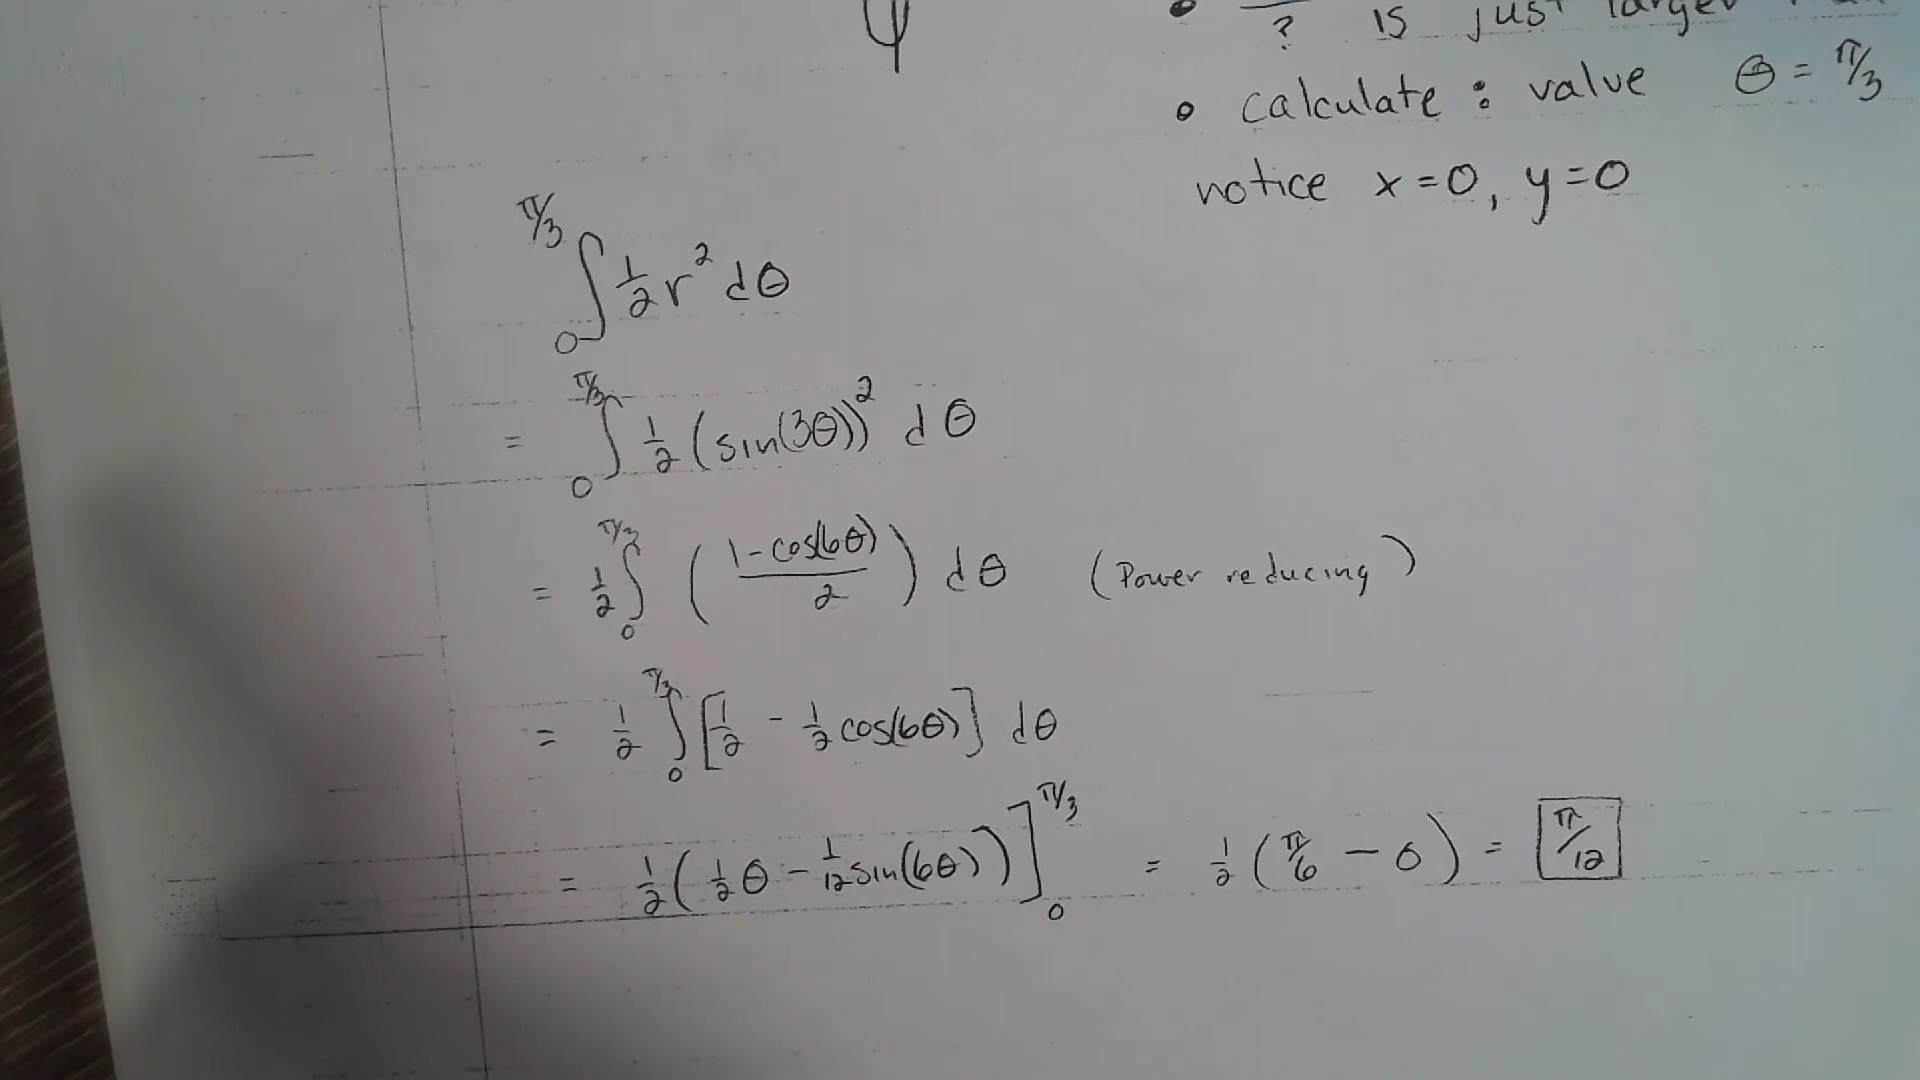 ? is just larger
• calculate : value θ = π/3
notice x=0, y=0
∫₀^{π/3} 1/2 r² dθ
= ∫₀^{π/3} 1/2 (sin(3θ))² dθ
= 1/2 ∫₀^{π/3} ( (1-cos(6θ))/2 ) dθ (Power reducing)
= 1/2 ∫₀^{π/3} [1/2 - 1/2 cos(6θ)] dθ
= 1/2 ( 1/2 θ - 1/12 sin(6θ) ) ]₀^{π/3} = 1/2 ( π/6 - 0 ) = π/12